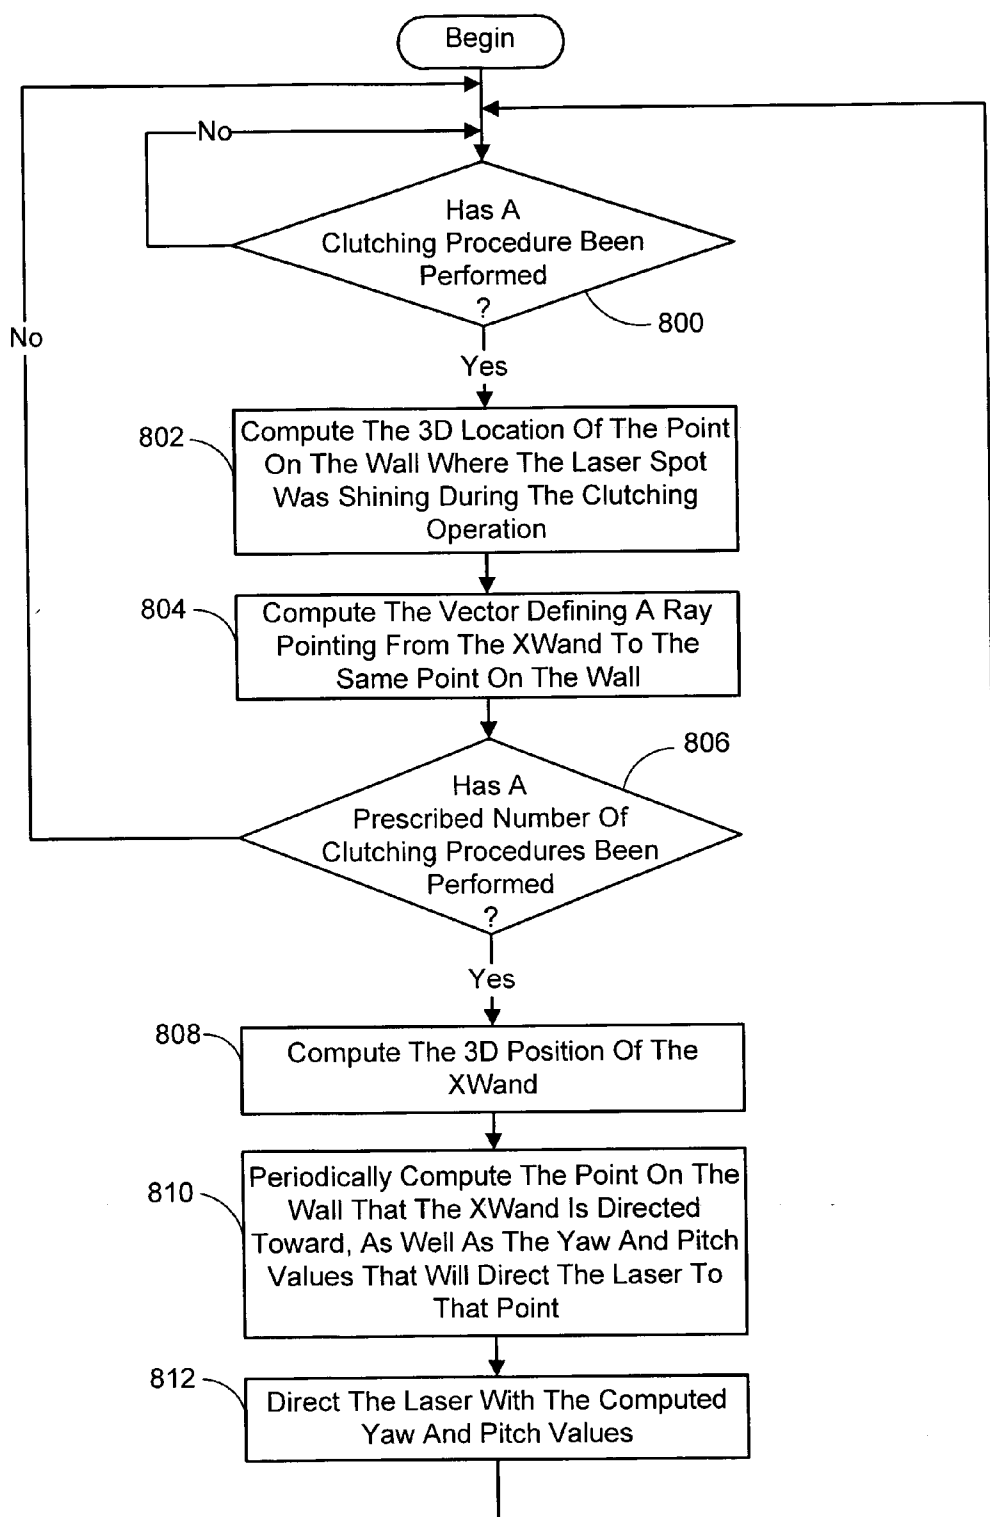 Begin
No
Has A
Clutching Procedure Been
Performed
?
800
No
Yes
802
Compute The 3D Location Of The Point
On The Wall Where The Laser Spot
Was Shining During The Clutching
Operation
804
Compute The Vector Defining A Ray
Pointing From The XWand To The
Same Point On The Wall
806
Has A
Prescribed Number Of
Clutching Procedures Been
Performed
?
Yes
808
Compute The 3D Position Of The
XWand
810
Periodically Compute The Point On The
Wall That The XWand Is Directed
Toward, As Well As The Yaw And Pitch
Values That Will Direct The Laser To
That Point
812
Direct The Laser With The Computed
Yaw And Pitch Values